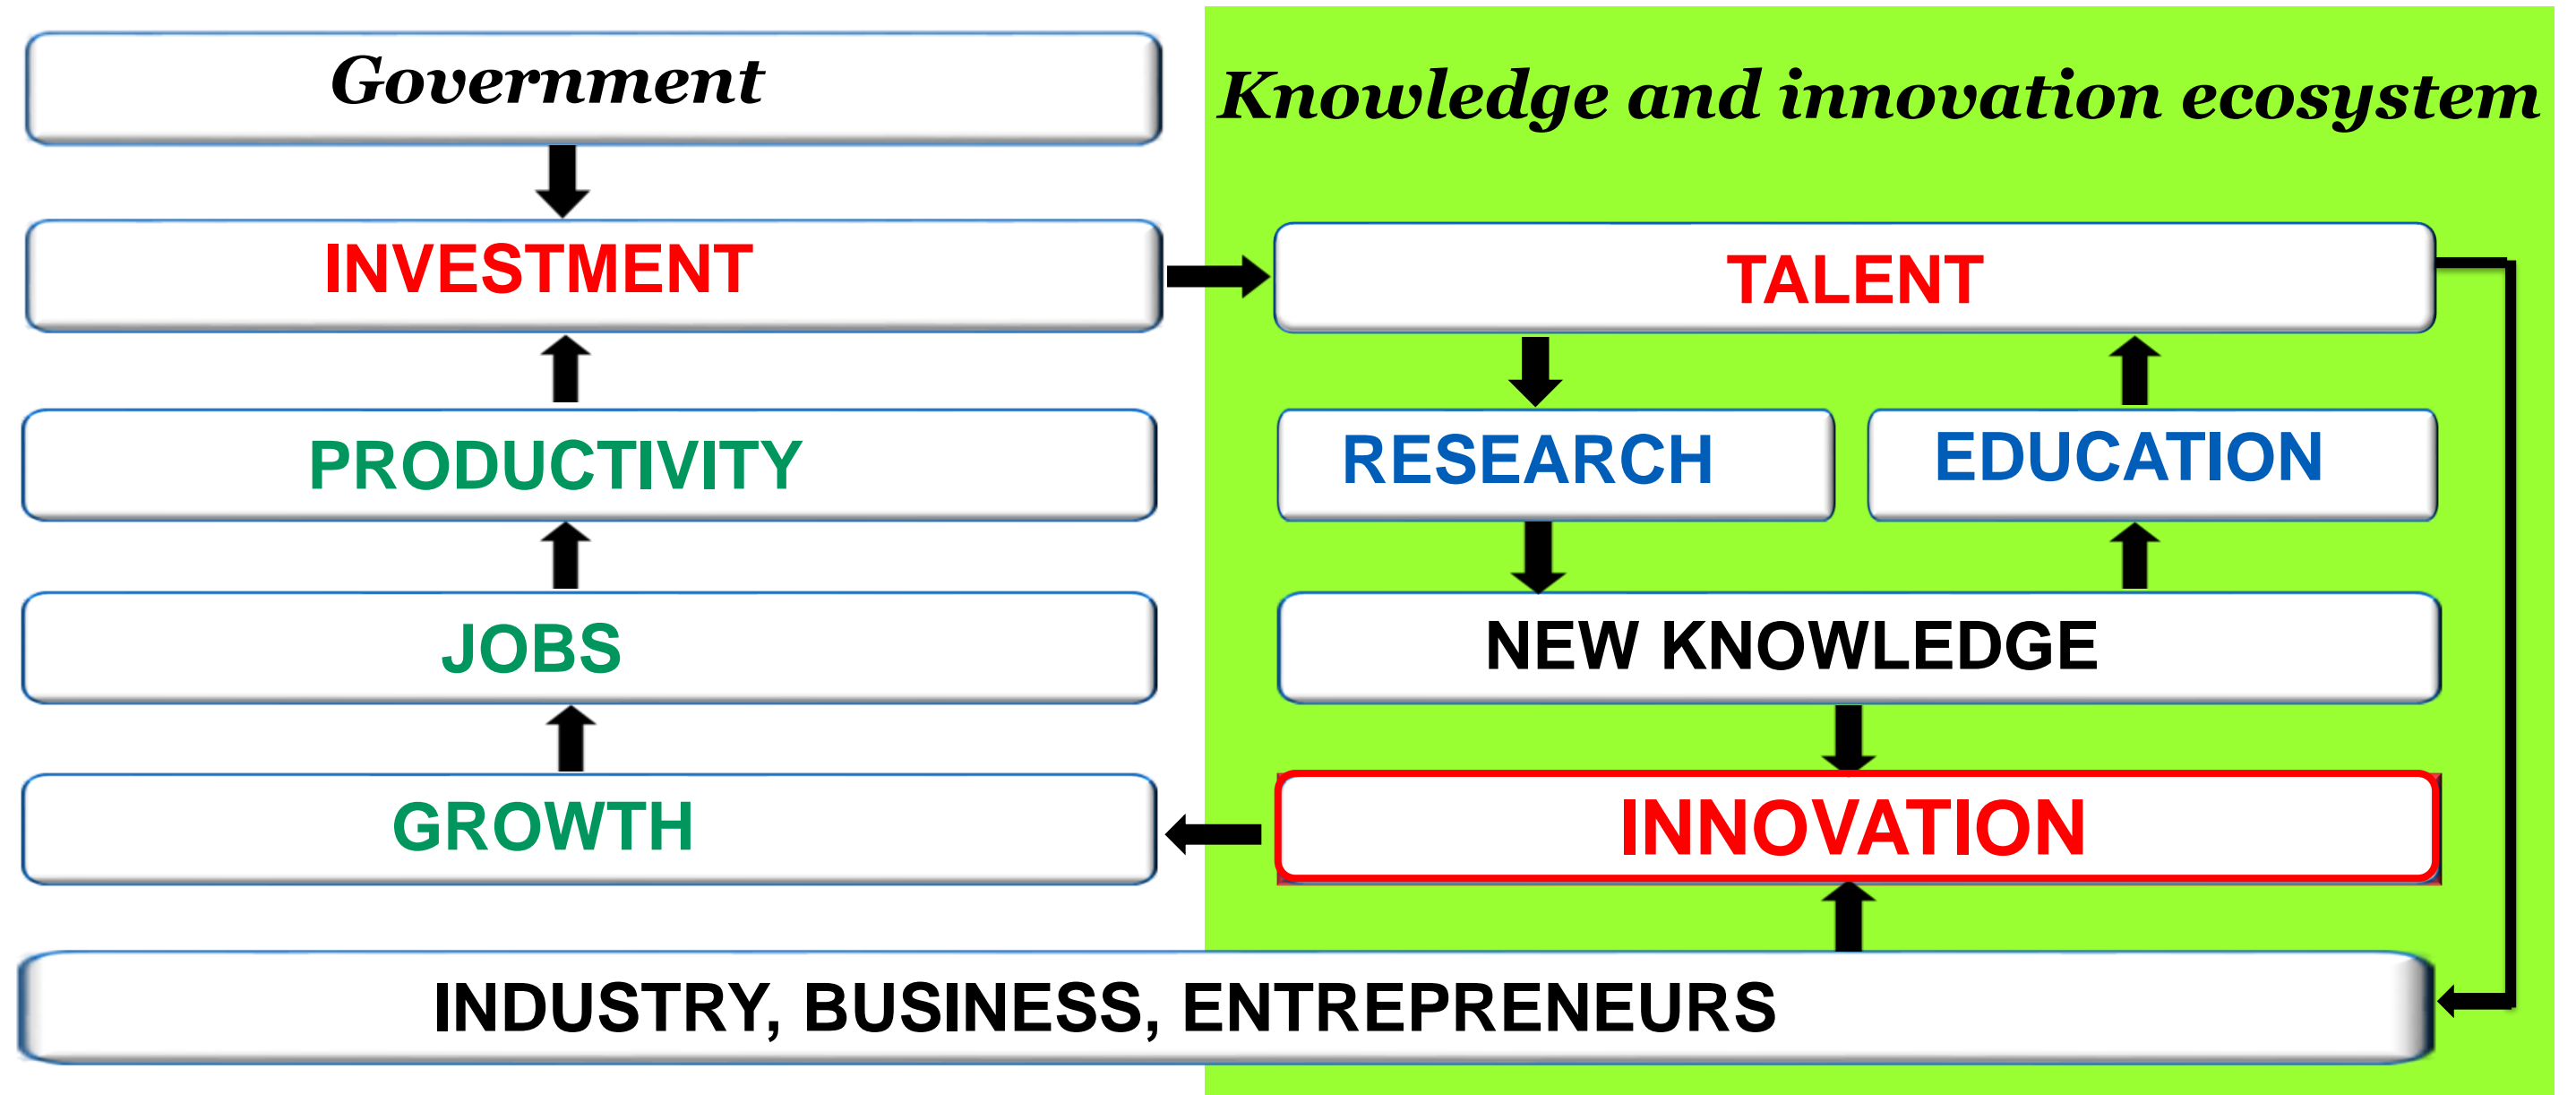 Government
Knowledge and innovation ecosystem
INVESTMENT
TALENT
PRODUCTIVITY
RESEARCH
EDUCATION
JOBS
NEW KNOWLEDGE
GROWTH
INNOVATION
INDUSTRY, BUSINESS, ENTREPRENEURS